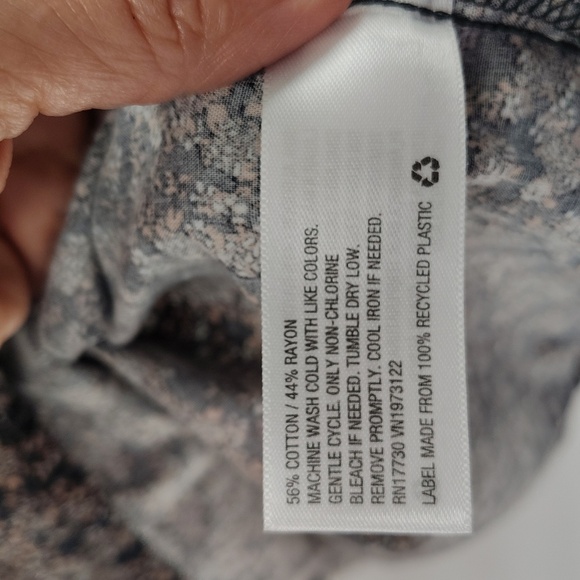 56% COTTON / 44% RAYON
MACHINE WASH COLD WITH LIKE COLORS.
GENTLE CYCLE. ONLY NON-CHLORINE
BLEACH IF NEEDED. TUMBLE DRY LOW.
REMOVE PROMPTLY. COOL IRON IF NEEDED.
RN17730 VN1973122
LABEL MADE FROM 100% RECYCLED PLASTIC